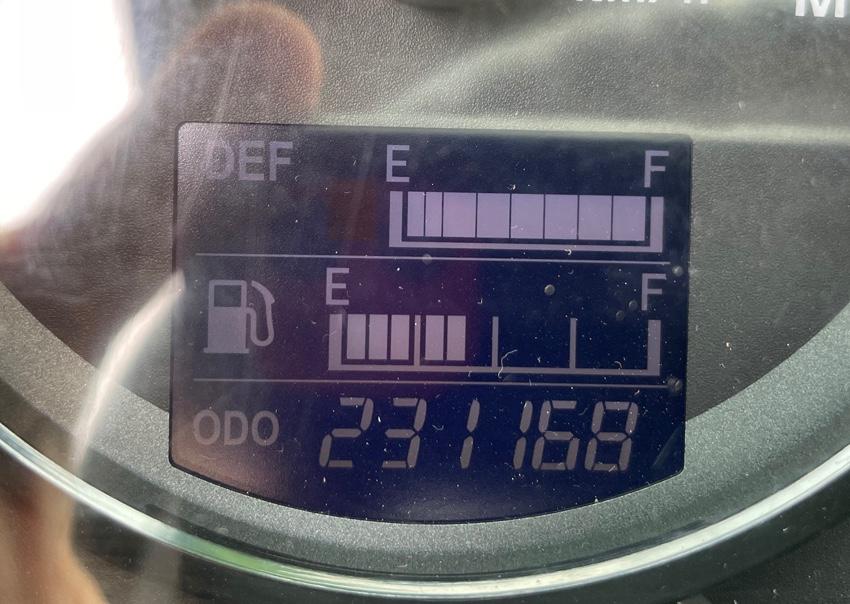 DEF E F
E F
ODO 231168